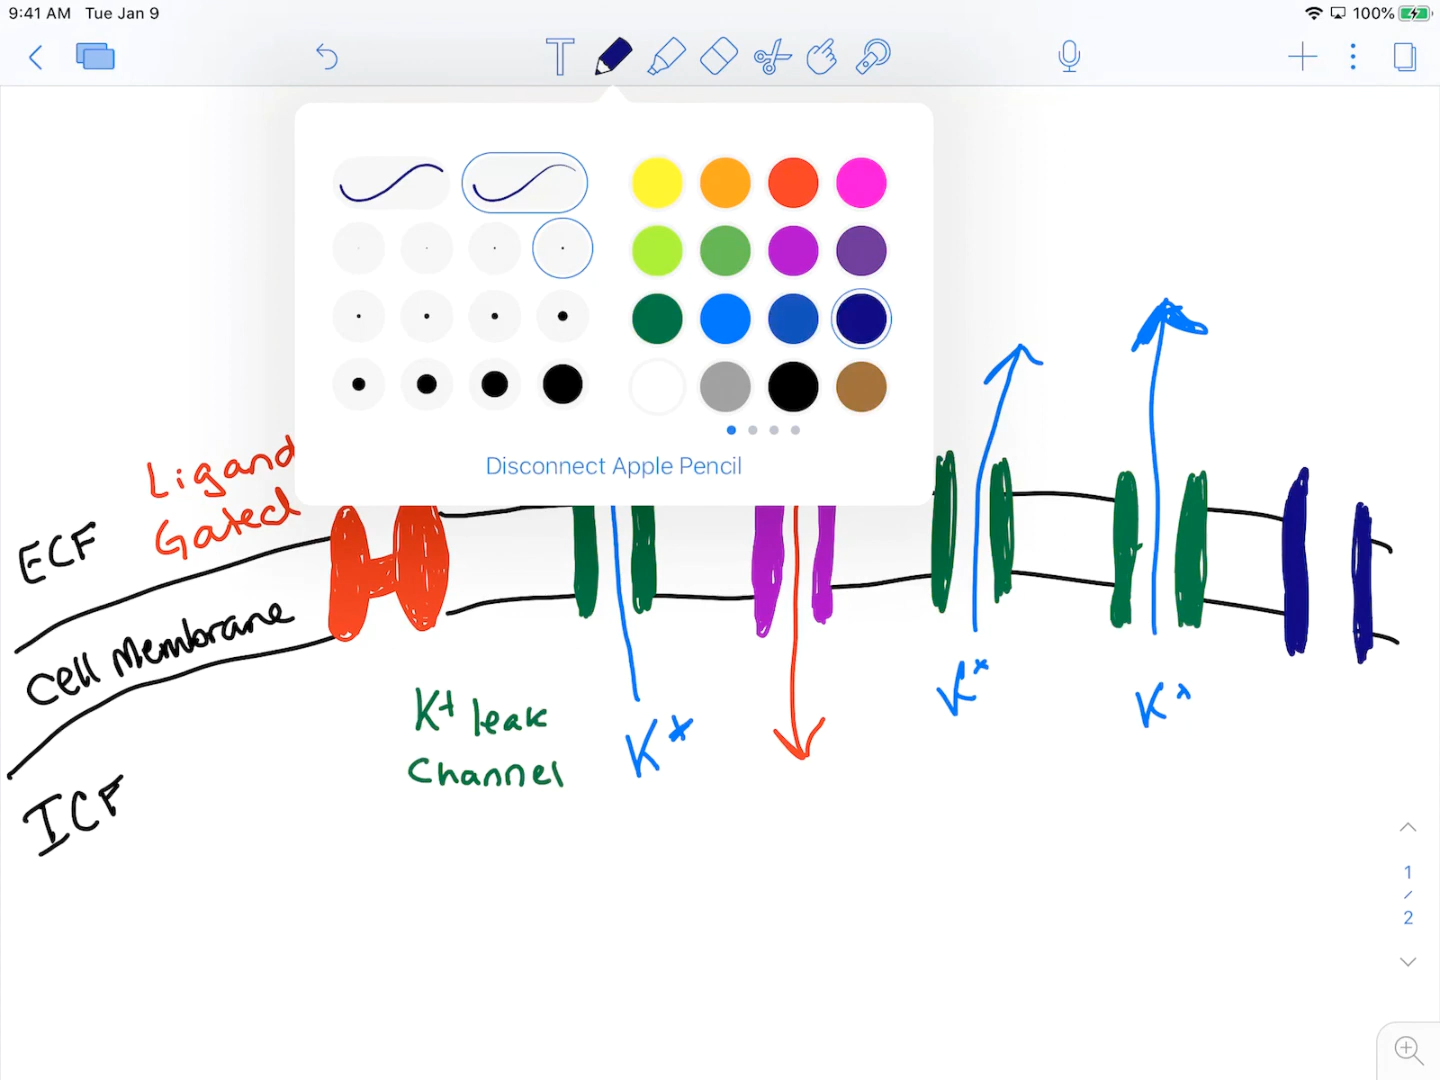 9:41 AM Tue Jan 9
100%
T
Disconnect Apple Pencil
Ligand
Gated
ECF
Cell Membrane
ICF
K+ leak
Channel
K+
K+
K+
1
/
2